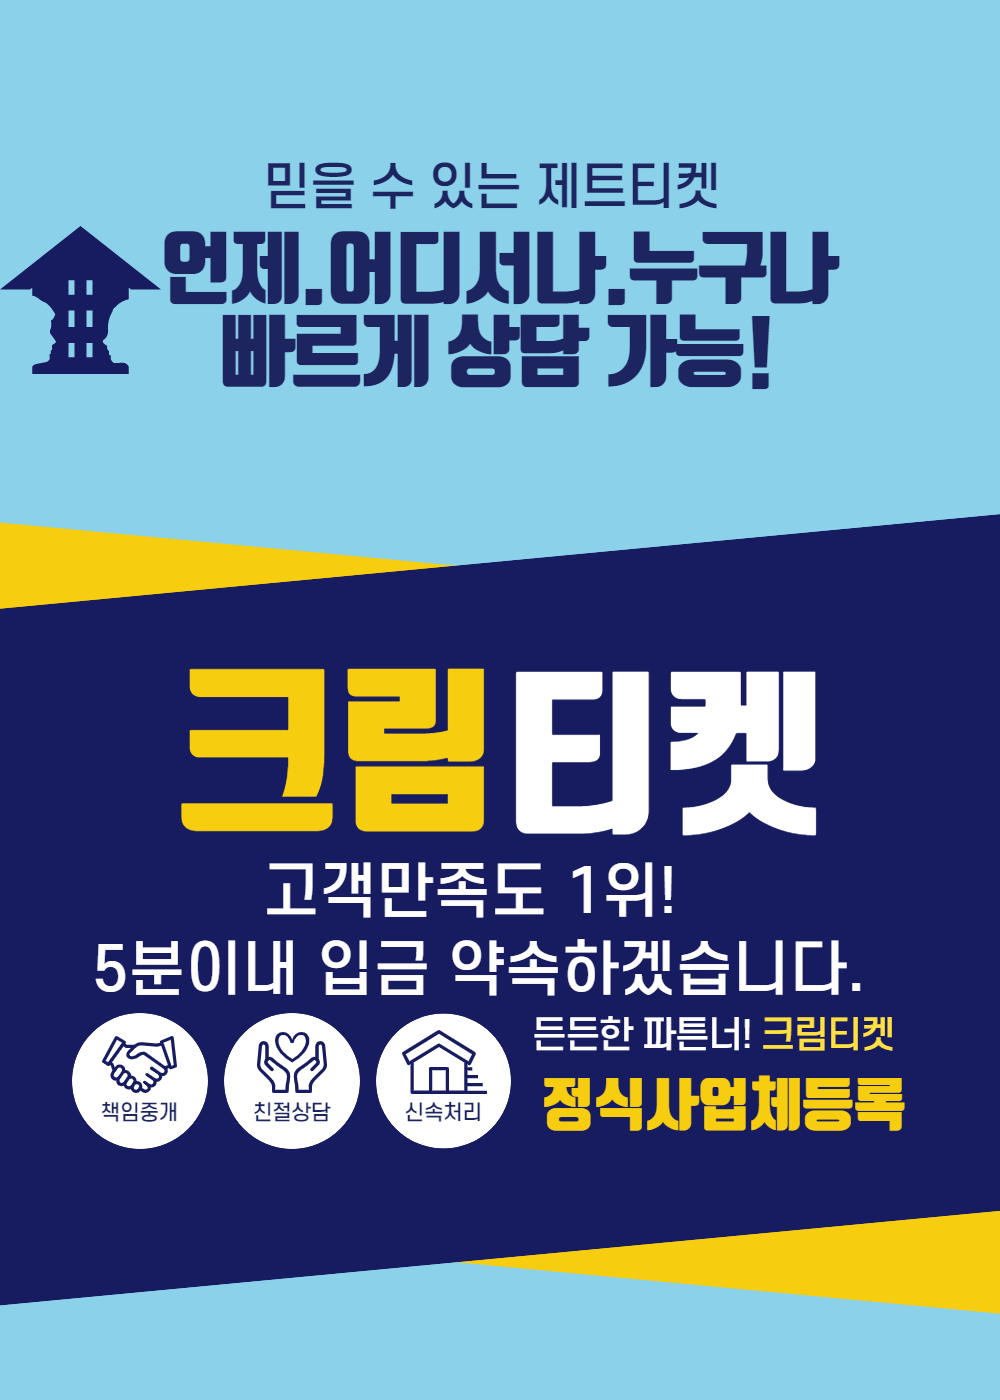 믿을 수 있는 제트티켓
언제.어디서나.누구나
빠르게 상담 가능!
크림티켓
고객만족도 1위!
5분이내 입금 약속하겠습니다.
든든한 파튼너! 크림티켓
정식사업체등록
책임중개
친절상담
신속처리